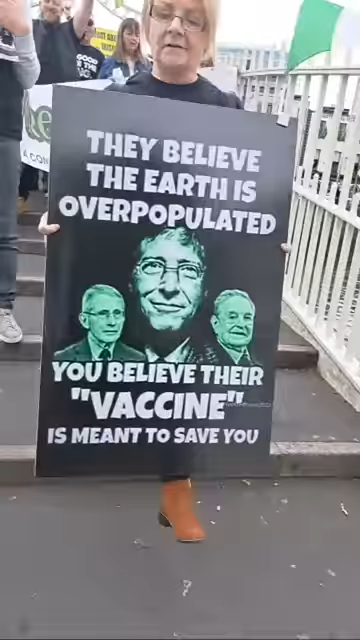 THEY BELIEVE
THE EARTH IS
OVERPOPULATED
YOU BELIEVE THEIR
"VACCINE"
IS MEANT TO SAVE YOU